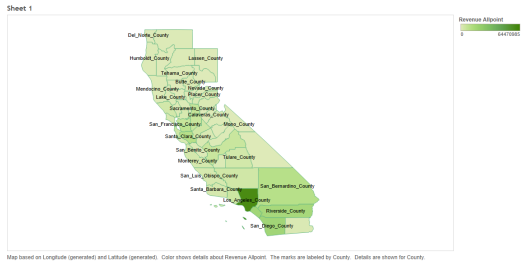 Sheet 1
Revenue Allpoint
0 64470985
Del_Norte_County
Humboldt_County
Lassen_County
Tehama_County
Butte_County
Mendocino_County
Nevada_County
Lake_County
Placer_County
Sacramento_County
Calaveras_County
San_Francisco_County
Mono_County
Santa_Clara_County
San_Benito_County
Monterey_County
Tulare_County
San_Luis_Obispo_County
San_Bernardino_County
Santa_Barbara_County
Los_Angeles_County
Riverside_County
San_Diego_County
Map based on Longitude (generated) and Latitude (generated). Color shows details about Revenue Allpoint. The marks are labeled by County. Details are shown for County.